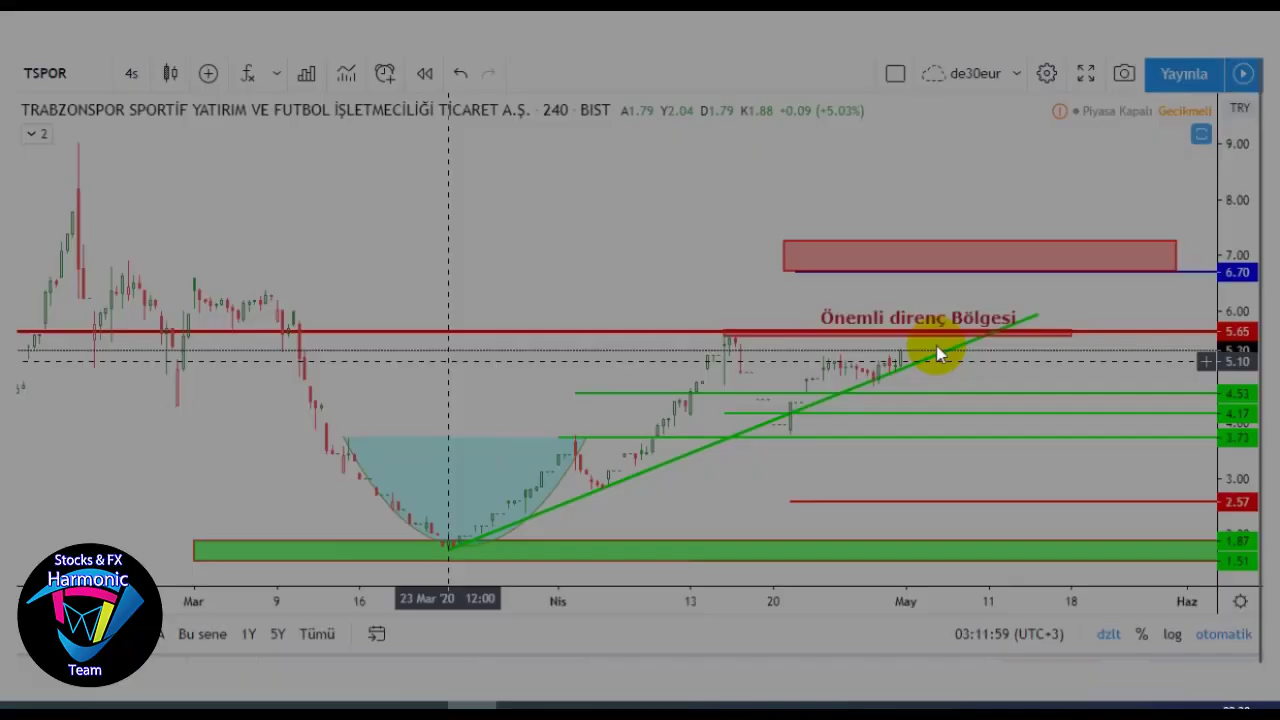 TSPOR 4s de30eur Yayınla
TRABZONSPOR SPORTİF YATIRIM VE FUTBOL İŞLETMECİLİĞİ TİCARET A.Ş. · 240 · BIST A1.79 Y2.04 D1.79 K1.88 +0.09 (+5.03%) Piyasa Kapalı Gecikmeli TRY
2
9.00
8.00
7.00
6.70
Önemli direnç Bölgesi
6.00
5.65
5.20
5.10
4.53
4.17
4.00
3.73
3.00
2.57
1.87
1.51
Mar 9 16 23 Mar '20 12:00 Nis 13 20 May 11 18 Haz
Bu sene 1Y 5Y Tümü 03:11:59 (UTC+3) dzlt % log otomatik
Stocks & FX
Harmonic
Team